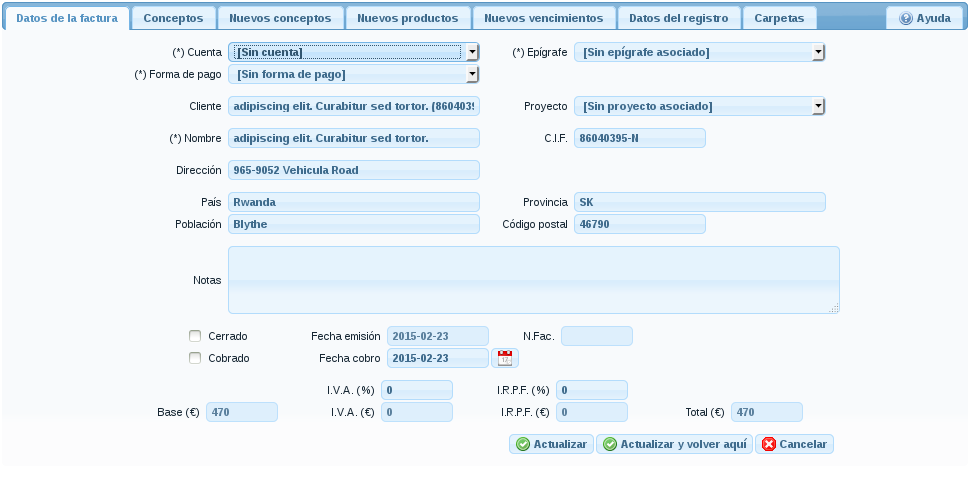 Datos de la factura Conceptos Nuevos conceptos Nuevos productos Nuevos vencimientos Datos del registro Carpetas Ayuda
(*) Cuenta [Sin cuenta] (*) Epígrafe [Sin epígrafe asociado]
(*) Forma de pago [Sin forma de pago]
Cliente adipiscing elit. Curabitur sed tortor. (8604039 Proyecto [Sin proyecto asociado]
(*) Nombre adipiscing elit. Curabitur sed tortor. C.I.F. 86040395-N
Dirección 965-9052 Vehicula Road
País Rwanda Provincia SK
Población Blythe Código postal 46790
Notas
Cerrado Fecha emisión 2015-02-23 N.Fac.
Cobrado Fecha cobro 2015-02-23
I.V.A. (%) 0 I.R.P.F. (%) 0
Base (€) 470 I.V.A. (€) 0 I.R.P.F. (€) 0 Total (€) 470
Actualizar Actualizar y volver aquí Cancelar